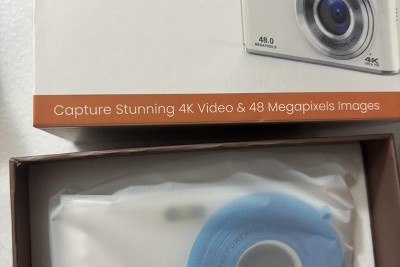 48.0
MEGAPIXELS
4K
Capture Stunning 4K Video & 48 Megapixels Images